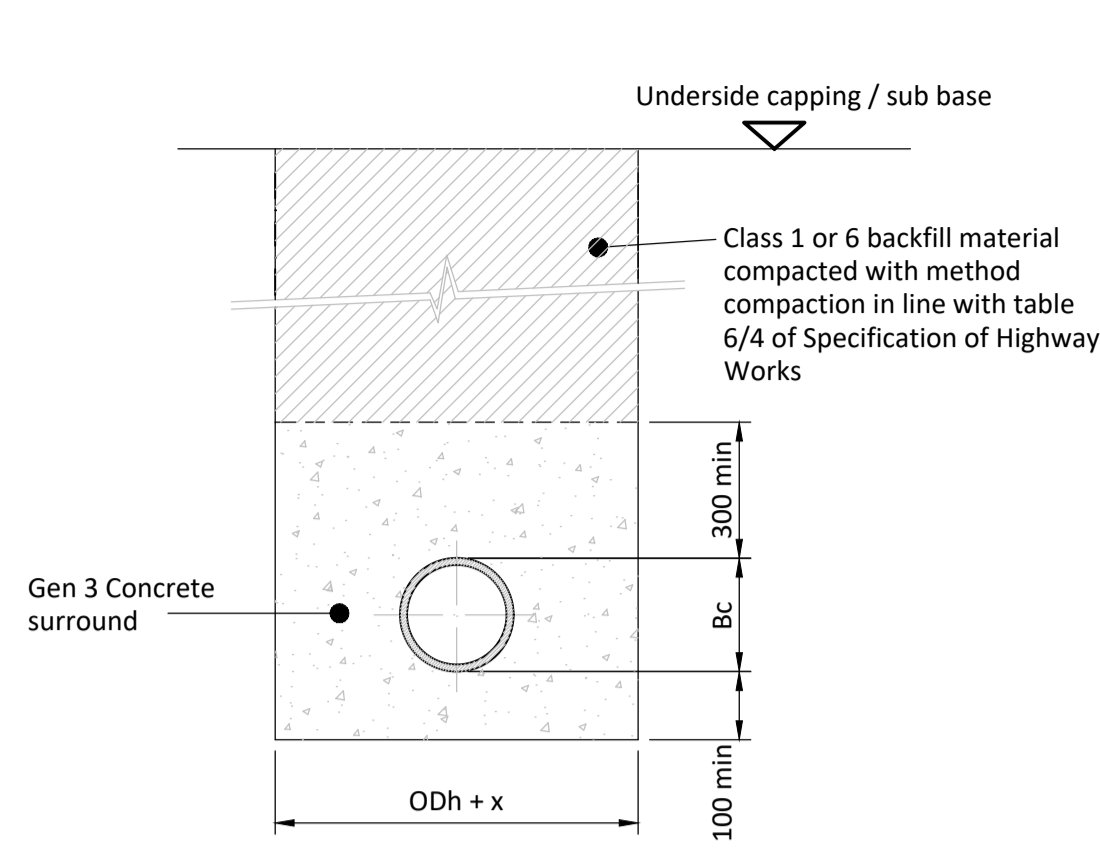 Underside capping / sub base
Class 1 or 6 backfill material
compacted with method
compaction in line with table
6/4 of Specification of Highway
Works
300 min
Gen 3 Concrete
surround
Bc
100 min
ODh + x